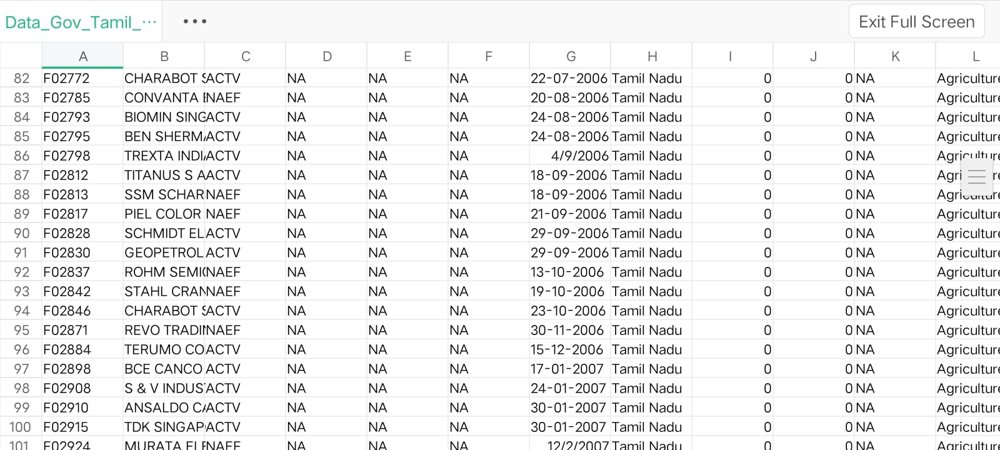 Data_Gov_Tamil_... ••• Exit Full Screen
A B C D E F G H I J K L
82 F02772 CHARABOT S ACTV NA NA NA 22-07-2006 Tamil Nadu 0 0 NA Agriculture
83 F02785 CONVANTA NAEF NA NA NA 20-08-2006 Tamil Nadu 0 0 NA Agriculture
84 F02793 BIOMIN SING ACTV NA NA NA 24-08-2006 Tamil Nadu 0 0 NA Agriculture
85 F02795 BEN SHERM ACTV NA NA NA 24-08-2006 Tamil Nadu 0 0 NA Agriculture
86 F02798 TREXTA INDI ACTV NA NA NA 4/9/2006 Tamil Nadu 0 0 NA Agriculture
87 F02812 TITANUS S A ACTV NA NA NA 18-09-2006 Tamil Nadu 0 0 NA Agri
88 F02813 SSM SCHAR NAEF NA NA NA 18-09-2006 Tamil Nadu 0 0 NA Agriculture
89 F02817 PIEL COLOR NAEF NA NA NA 21-09-2006 Tamil Nadu 0 0 NA Agriculture
90 F02828 SCHMIDT EL ACTV NA NA NA 29-09-2006 Tamil Nadu 0 0 NA Agriculture
91 F02830 GEOPETROL ACTV NA NA NA 29-09-2006 Tamil Nadu 0 0 NA Agriculture
92 F02837 ROHM SEMI NAEF NA NA NA 13-10-2006 Tamil Nadu 0 0 NA Agriculture
93 F02842 STAHL CRAN NAEF NA NA NA 19-10-2006 Tamil Nadu 0 0 NA Agriculture
94 F02846 CHARABOT S ACTV NA NA NA 23-10-2006 Tamil Nadu 0 0 NA Agriculture
95 F02871 REVO TRADI NAEF NA NA NA 30-11-2006 Tamil Nadu 0 0 NA Agriculture
96 F02884 TERUMO CO ACTV NA NA NA 15-12-2006 Tamil Nadu 0 0 NA Agriculture
97 F02898 BCE CANCO ACTV NA NA NA 17-01-2007 Tamil Nadu 0 0 NA Agriculture
98 F02908 S & V INDUS ACTV NA NA NA 24-01-2007 Tamil Nadu 0 0 NA Agriculture
99 F02910 ANSALDO CA ACTV NA NA NA 30-01-2007 Tamil Nadu 0 0 NA Agriculture
100 F02915 TDK SINGAP ACTV NA NA NA 30-01-2007 Tamil Nadu 0 0 NA Agriculture
101 F02924 MURATA ELE NAEF NA NA NA 12/2/2007 Tamil Nadu 0 0 NA Agriculture